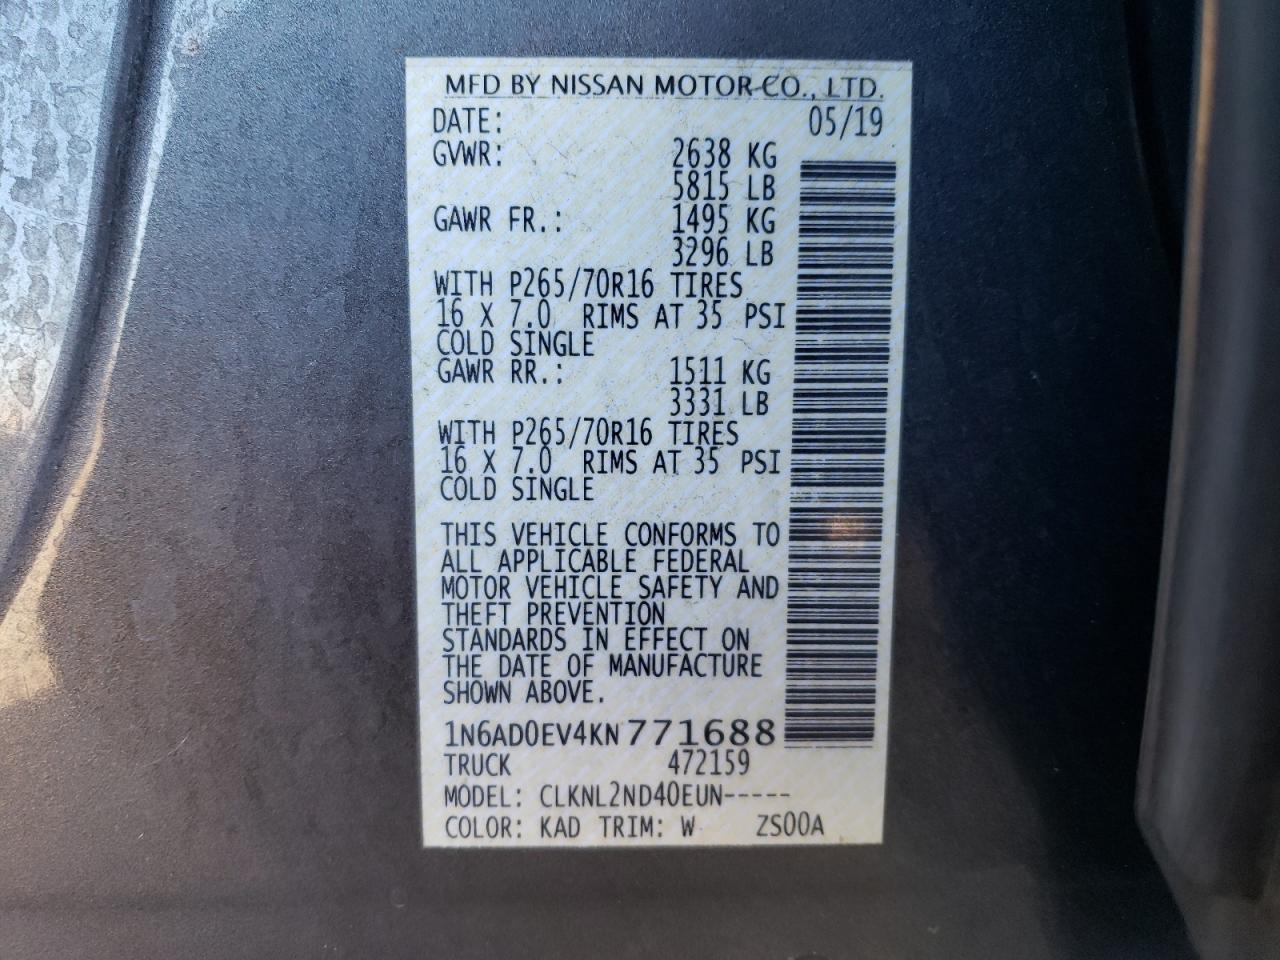 MFD BY NISSAN MOTOR CO., LTD.
DATE: 05/19
GVWR: 2638 KG
5815 LB
GAWR FR.: 1495 KG
3296 LB
WITH P265/70R16 TIRES
16 X 7.0 RIMS AT 35 PSI
COLD SINGLE
GAWR RR.: 1511 KG
3331 LB
WITH P265/70R16 TIRES
16 X 7.0 RIMS AT 35 PSI
COLD SINGLE
THIS VEHICLE CONFORMS TO
ALL APPLICABLE FEDERAL
MOTOR VEHICLE SAFETY AND
THEFT PREVENTION
STANDARDS IN EFFECT ON
THE DATE OF MANUFACTURE
SHOWN ABOVE.
1N6AD0EV4KN771688
TRUCK 472159
MODEL: CLKNL2ND40EUN-----
COLOR: KAD TRIM: W ZS00A